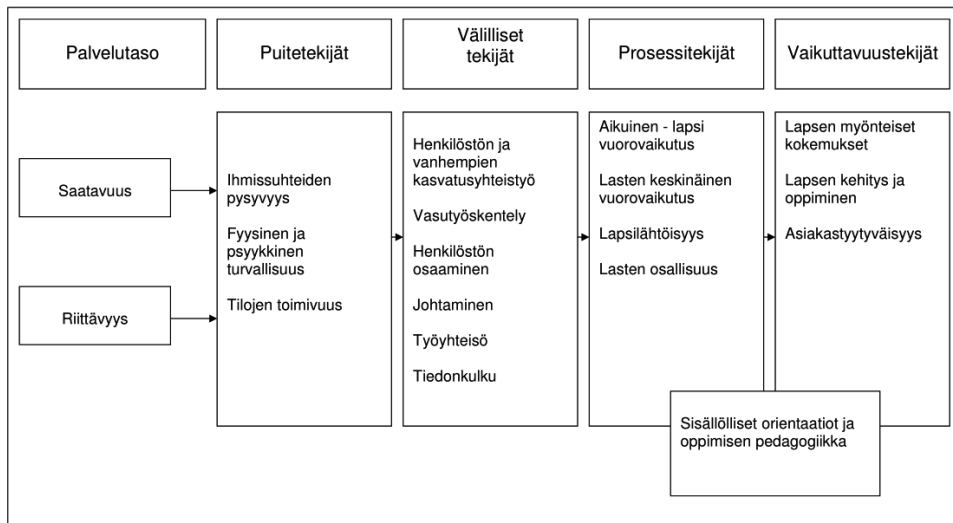 Palvelutaso
Puitetekijät
Välilliset
tekijät
Prosessitekijät
Vaikuttavuustekijät
Saatavuus
Riittävyys
Ihmissuhteiden
pysyvyys
Fyysinen ja
psyykkinen
turvallisuus
Tilojen toimivuus
Henkilöstön ja
vanhempien
kasvatusyhteistyö
Vasutyöskentely
Henkilöstön
osaaminen
Johtaminen
Työyhteisö
Tiedonkulku
Aikuinen - lapsi
vuorovaikutus
Lasten keskinäinen
vuorovaikutus
Lapsilähtöisyys
Lasten osallisuus
Lapsen myönteiset
kokemukset
Lapsen kehitys ja
oppiminen
Asiakastyytyväisyys
Sisällölliset orientaatiot ja
oppimisen pedagogiikka